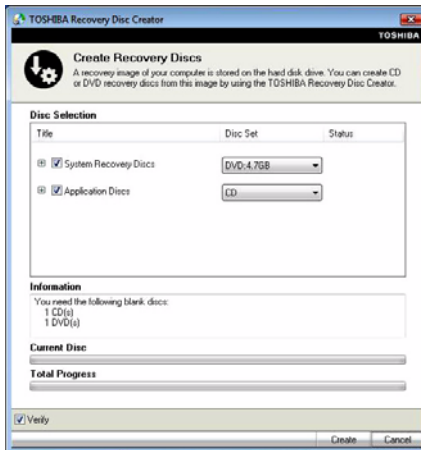 TOSHIBA Recovery Disc Creator
TOSHIBA
Create Recovery Discs
A recovery image of your computer is stored on the hard disk drive. You can create CD
or DVD recovery discs from this image by using the TOSHIBA Recovery Disc Creator.
Disc Selection
Title Disc Set Status
System Recovery Discs DVD:4.7GB
Application Discs CD
Information
You need the following blank discs:
1 CD(s)
1 DVD(s)
Current Disc
Total Progress
Verify
Create Cancel